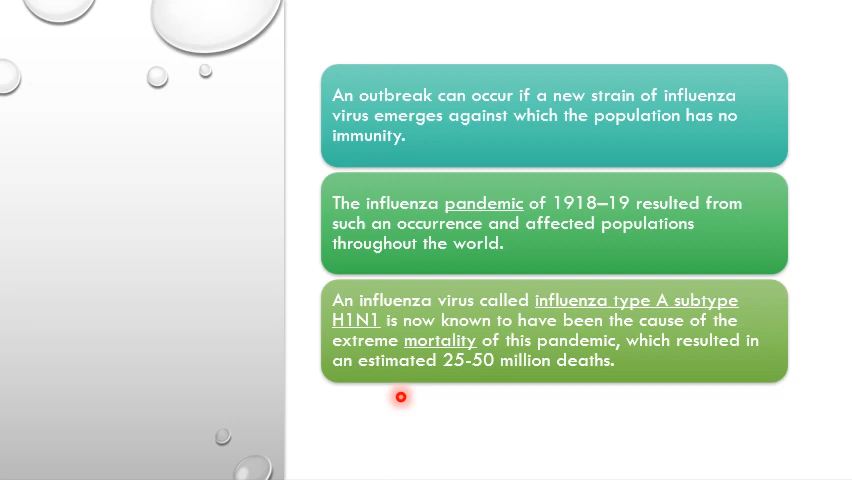 An outbreak can occur if a new strain of influenza
virus emerges against which the population has no
immunity.
The influenza pandemic of 1918–19 resulted from
such an occurrence and affected populations
throughout the world.
An influenza virus called influenza type A subtype
H1N1 is now known to have been the cause of the
extreme mortality of this pandemic, which resulted in
an estimated 25-50 million deaths.